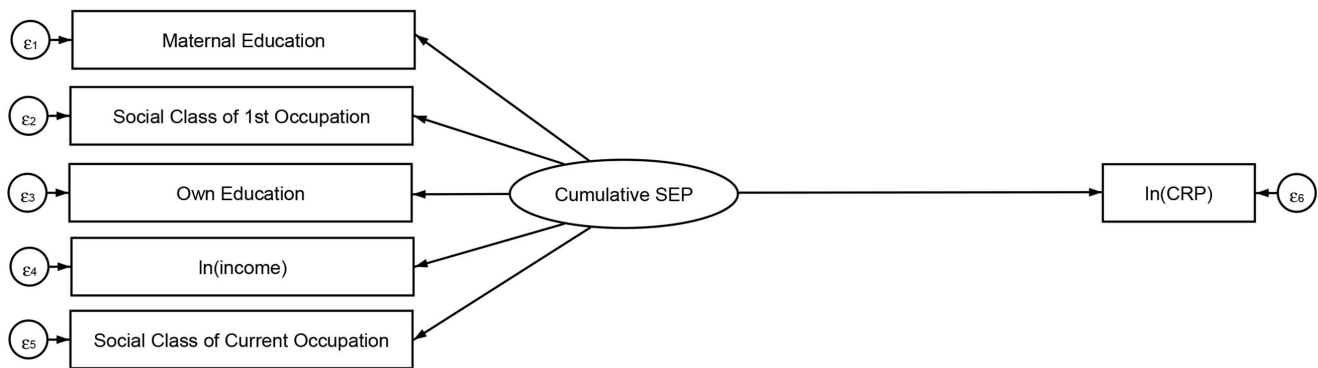 ε1
Maternal Education
ε2
Social Class of 1st Occupation
ε3
Own Education
Cumulative SEP
ln(CRP)
ε6
ε4
ln(income)
ε5
Social Class of Current Occupation